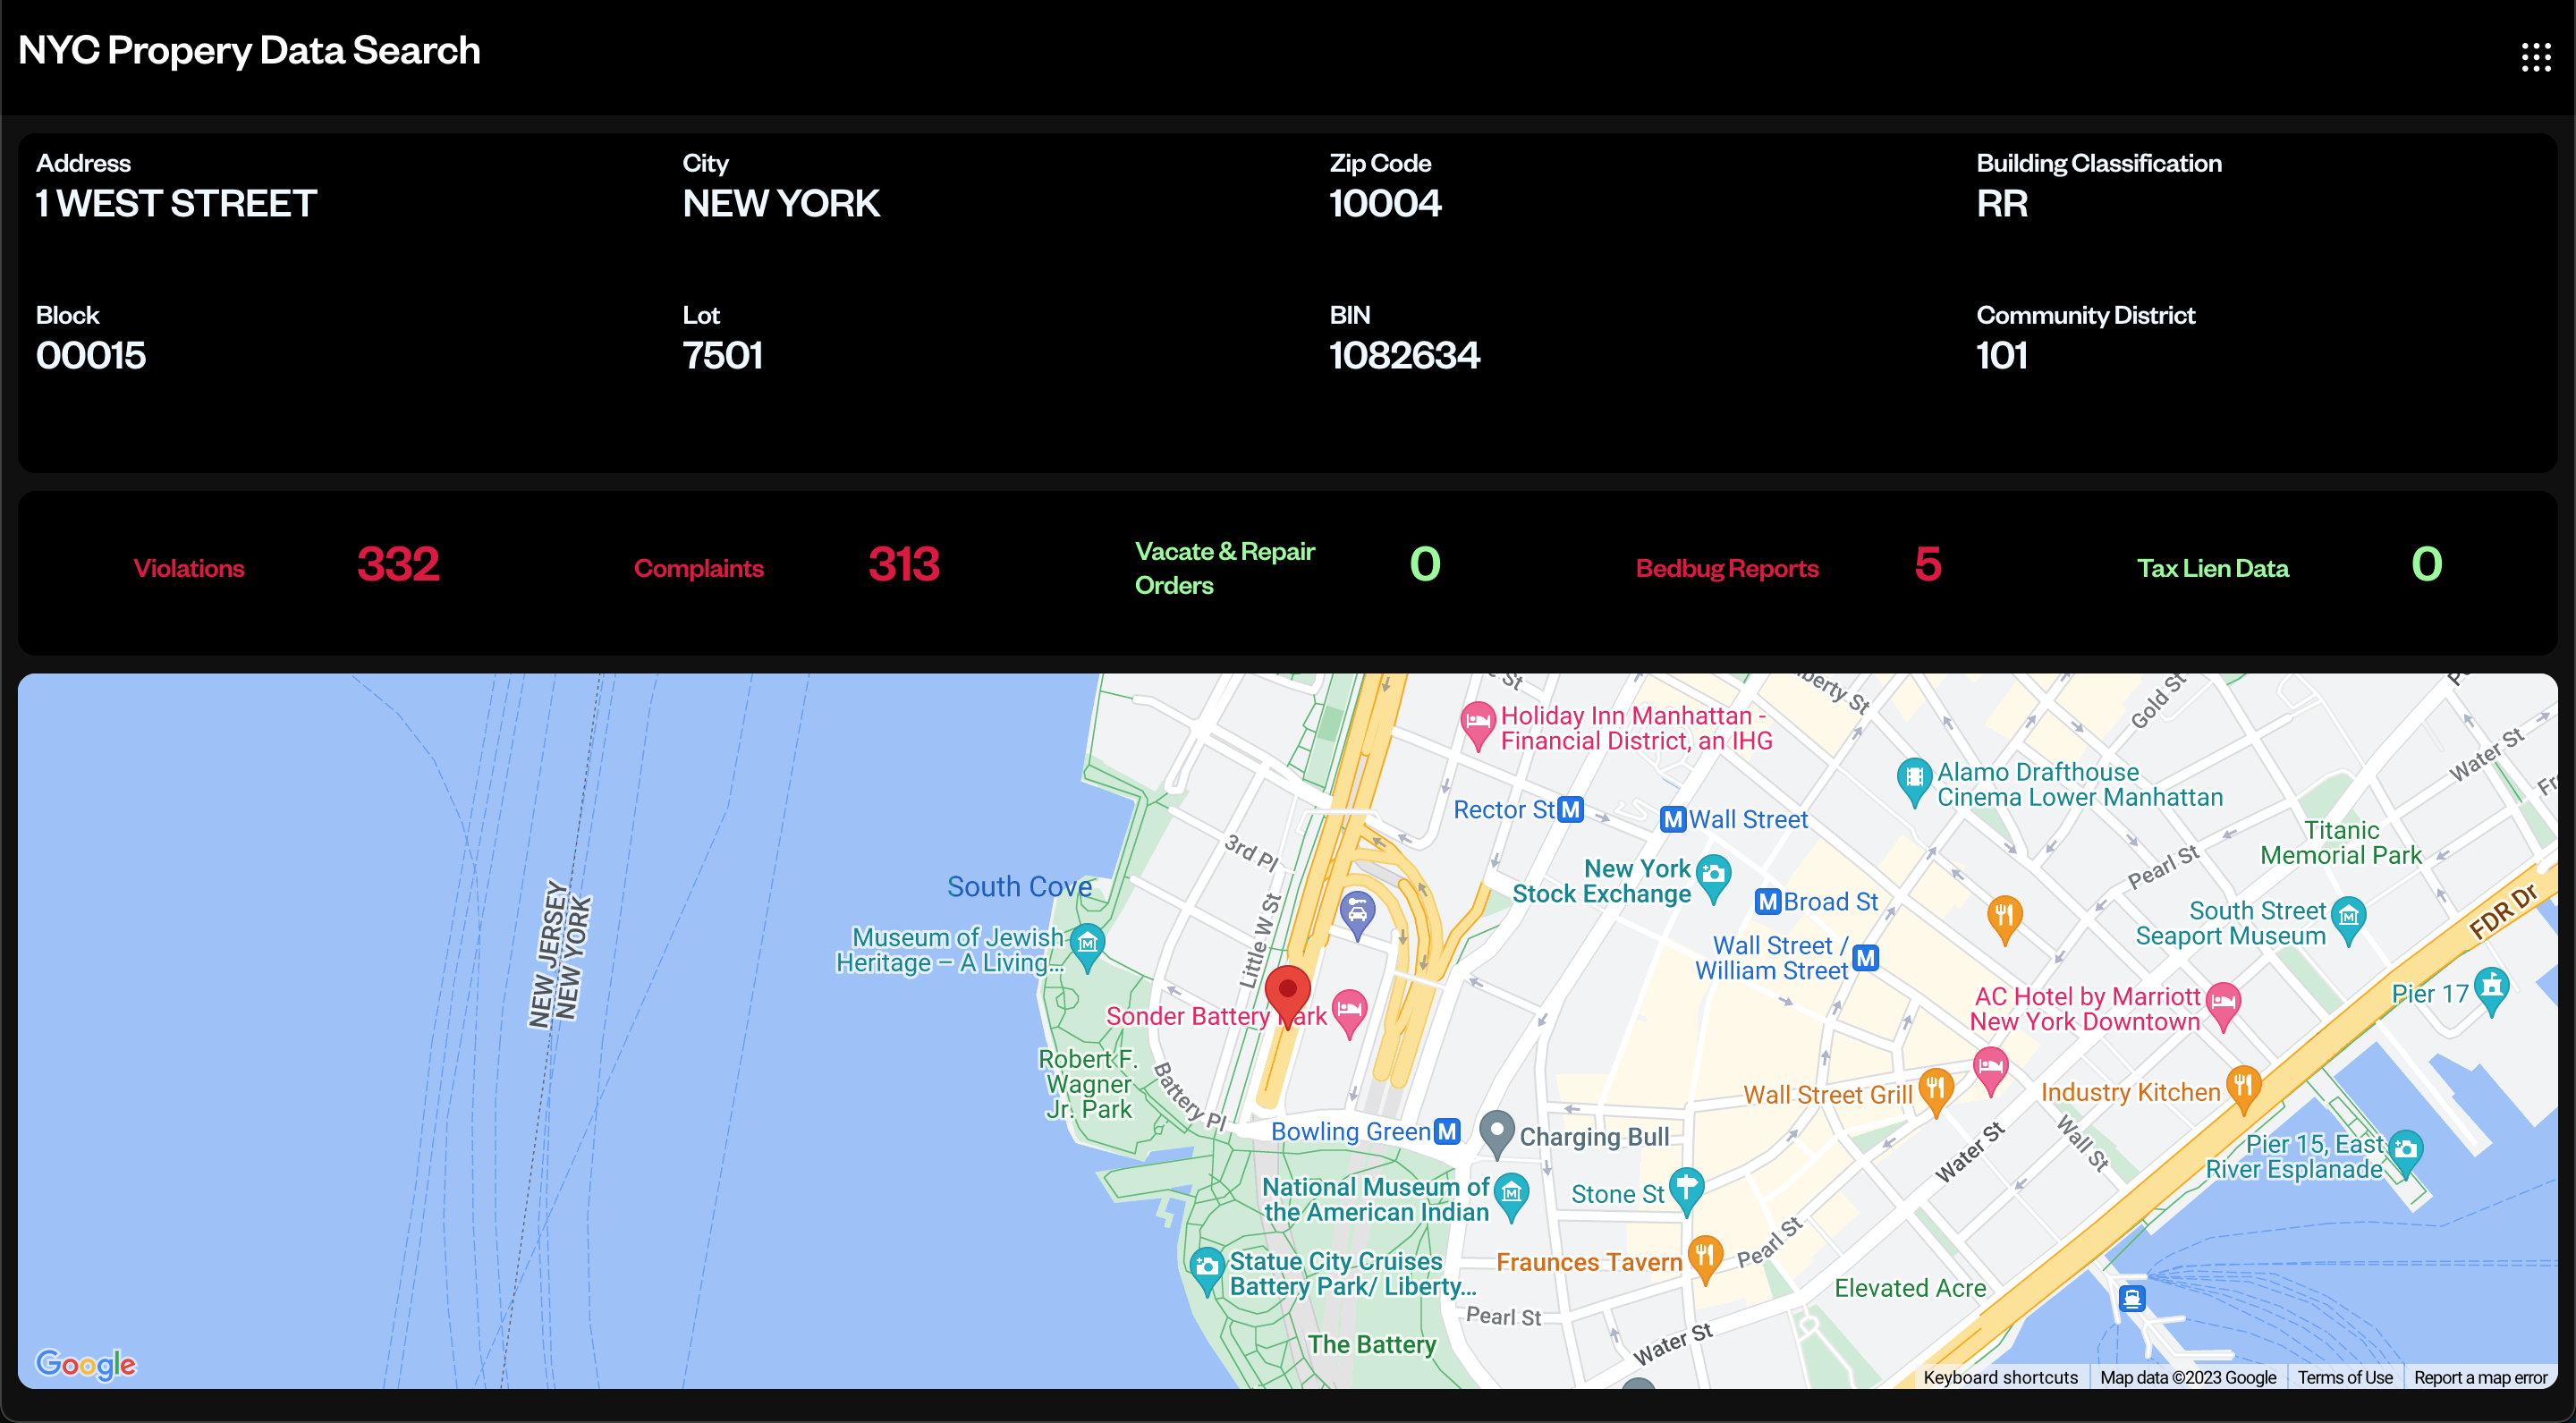 NYC Propery Data Search
Address
1 WEST STREET
City
NEW YORK
Zip Code
10004
Building Classification
RR
Block
00015
Lot
7501
BIN
1082634
Community District
101
Violations
332
Complaints
313
Vacate & Repair
Orders
0
Bedbug Reports
5
Tax Lien Data
0
Holiday Inn Manhattan -
Financial District, an IHG
Gold St
Water St
Alamo Drafthouse
Cinema Lower Manhattan
Rector St
M
M
Wall Street
Titanic
Memorial Park
3rd Pl
Pearl St
New York
Stock Exchange
South Cove
M
Broad St
Little W St
South Street
Seaport Museum
FDR Dr
NEW JERSEY
NEW YORK
Museum of Jewish
Heritage – A Living...
Wall Street /
William Street
M
Pier 17
AC Hotel by Marriott
New York Downtown
Sonder Battery Park
Robert F.
Wagner
Jr. Park
Battery Pl
Wall Street Grill
Industry Kitchen
Bowling Green
M
Charging Bull
Water St
Wall St
Pier 15, East
River Esplanade
National Museum of
the American Indian
Stone St
Statue City Cruises
Battery Park/ Liberty...
Fraunces Tavern
Pearl St
Elevated Acre
Pearl St
The Battery
Water St
Google
Keyboard shortcuts
Map data ©2023 Google
Terms of Use
Report a map error